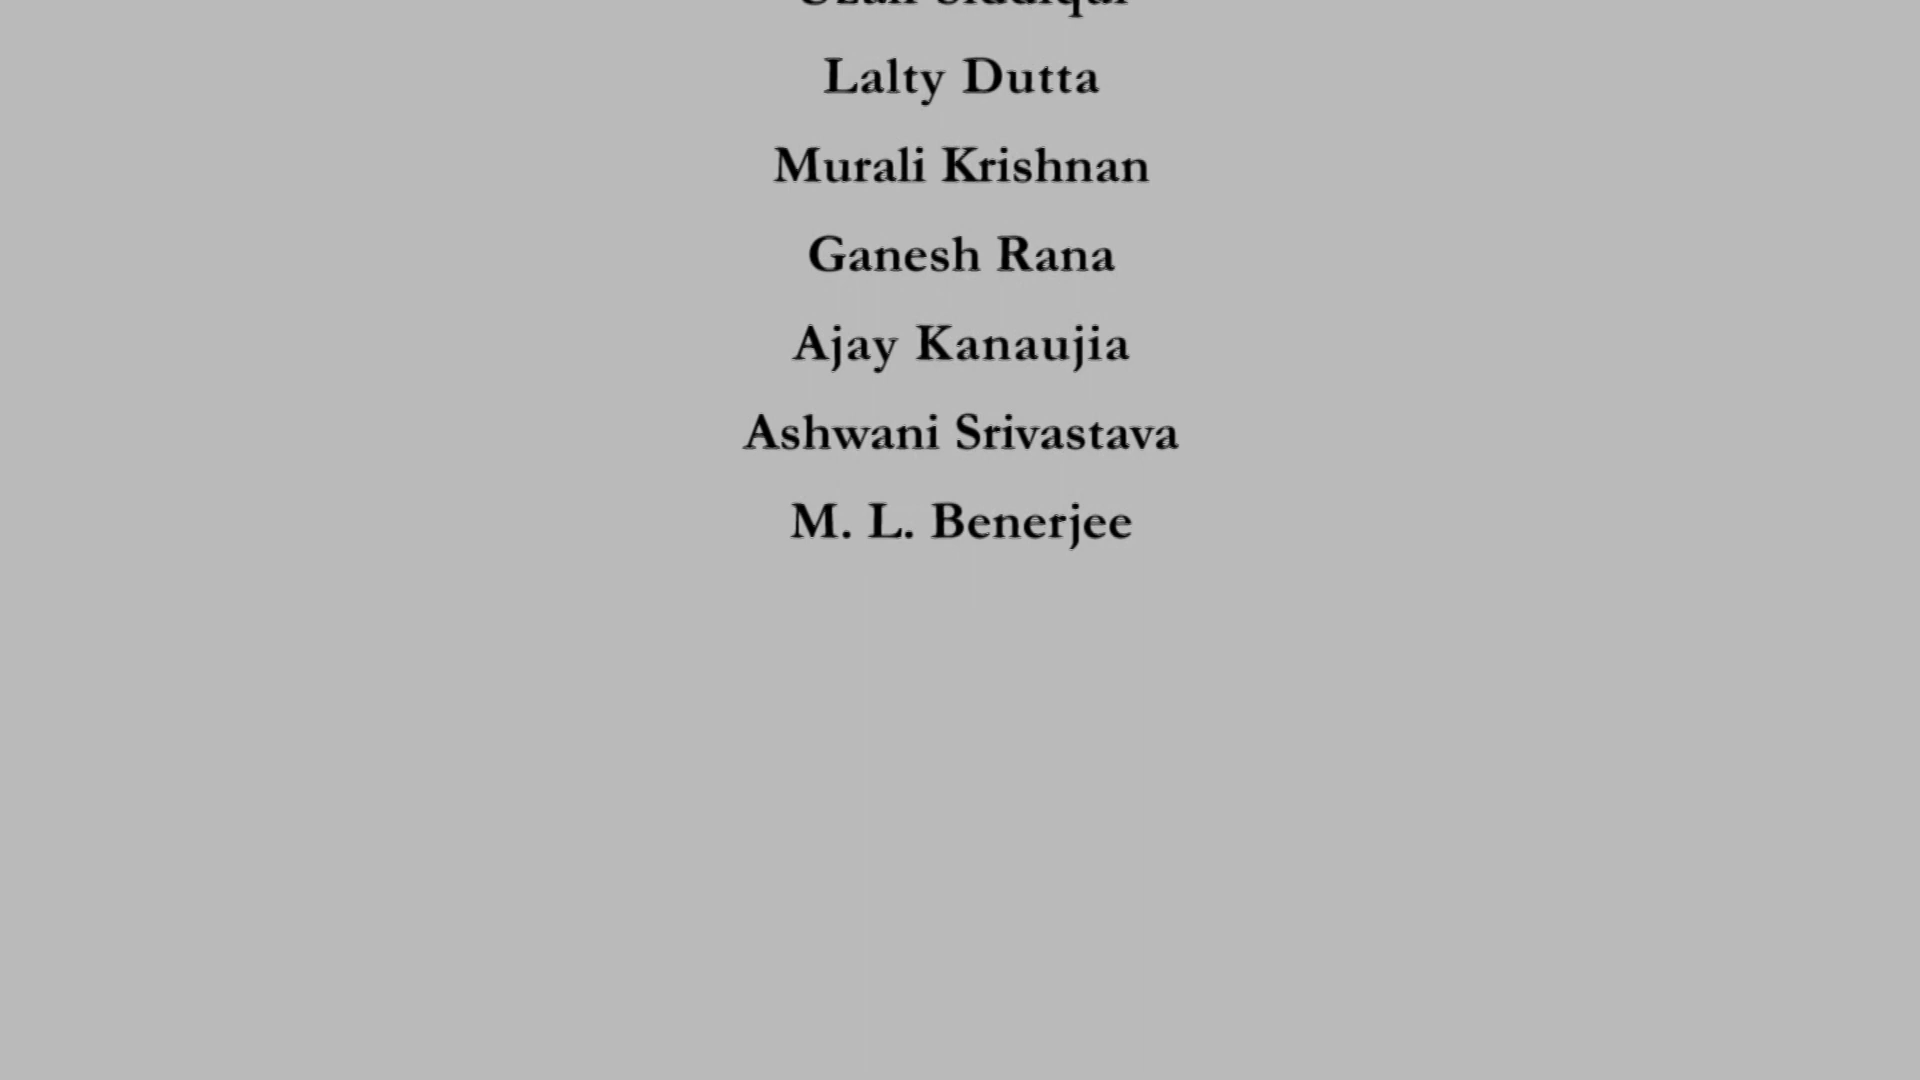 Lalty Dutta
Murali Krishnan
Ganesh Rana
Ajay Kanaujia
Ashwani Srivastava
M. L. Benerjee